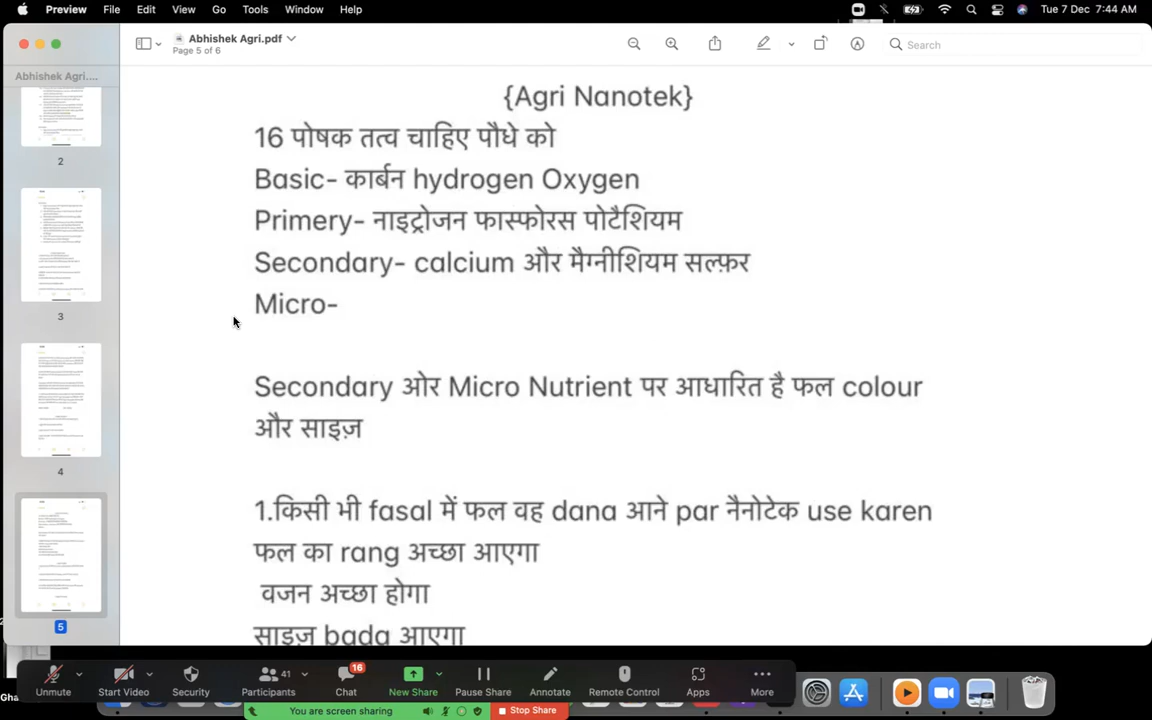 Preview File Edit View Go Tools Window Help Tue 7 Dec 7:44 AM
Abhishek Agri.pdf
Page 5 of 6
Search
Abhishek Agri....
2
3
4
5
{Agri Nanotek}
16 पोषक तत्व चाहिए पौधे को
Basic- कार्बन hydrogen Oxygen
Primery- नाइट्रोजन फास्फोरस पोटैशियम
Secondary- calcium और मैग्नीशियम सल्फ़र
Micro-
Secondary ओर Micro Nutrient पर आधारित है फल colour
और साइज़
1.किसी भी fasal में फल वह dana आने par नैनोटेक use karen
फल का rang अच्छा आएगा
वजन अच्छा होगा
साइज़ bada आएगा
Unmute Start Video Security Participants 41 Chat 16 New Share Pause Share Annotate Remote Control Apps More
You are screen sharing Stop Share